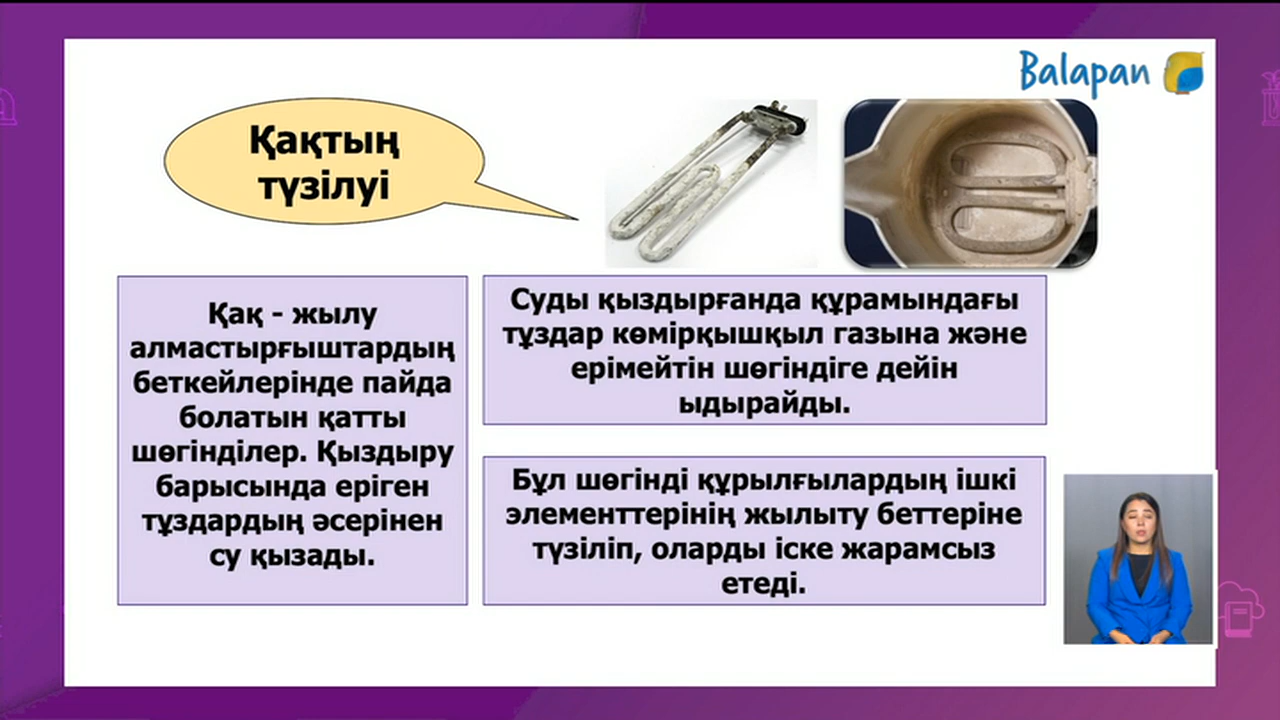 Balapan
Қақтың
түзілуі
Қақ - жылу
алмастырғыштардың
беткейлерінде пайда
болатын қатты
шөгінділер. Қыздыру
барысында еріген
тұздардың әсерінен
су қызады.
Суды қыздырғанда құрамындағы
тұздар көмірқышқыл газына және
ерімейтін шөгіндіге дейін
ыдырайды.
Бұл шөгінді құрылғылардың ішкі
элементтерінің жылыту беттеріне
түзіліп, оларды іске жарамсыз
етеді.